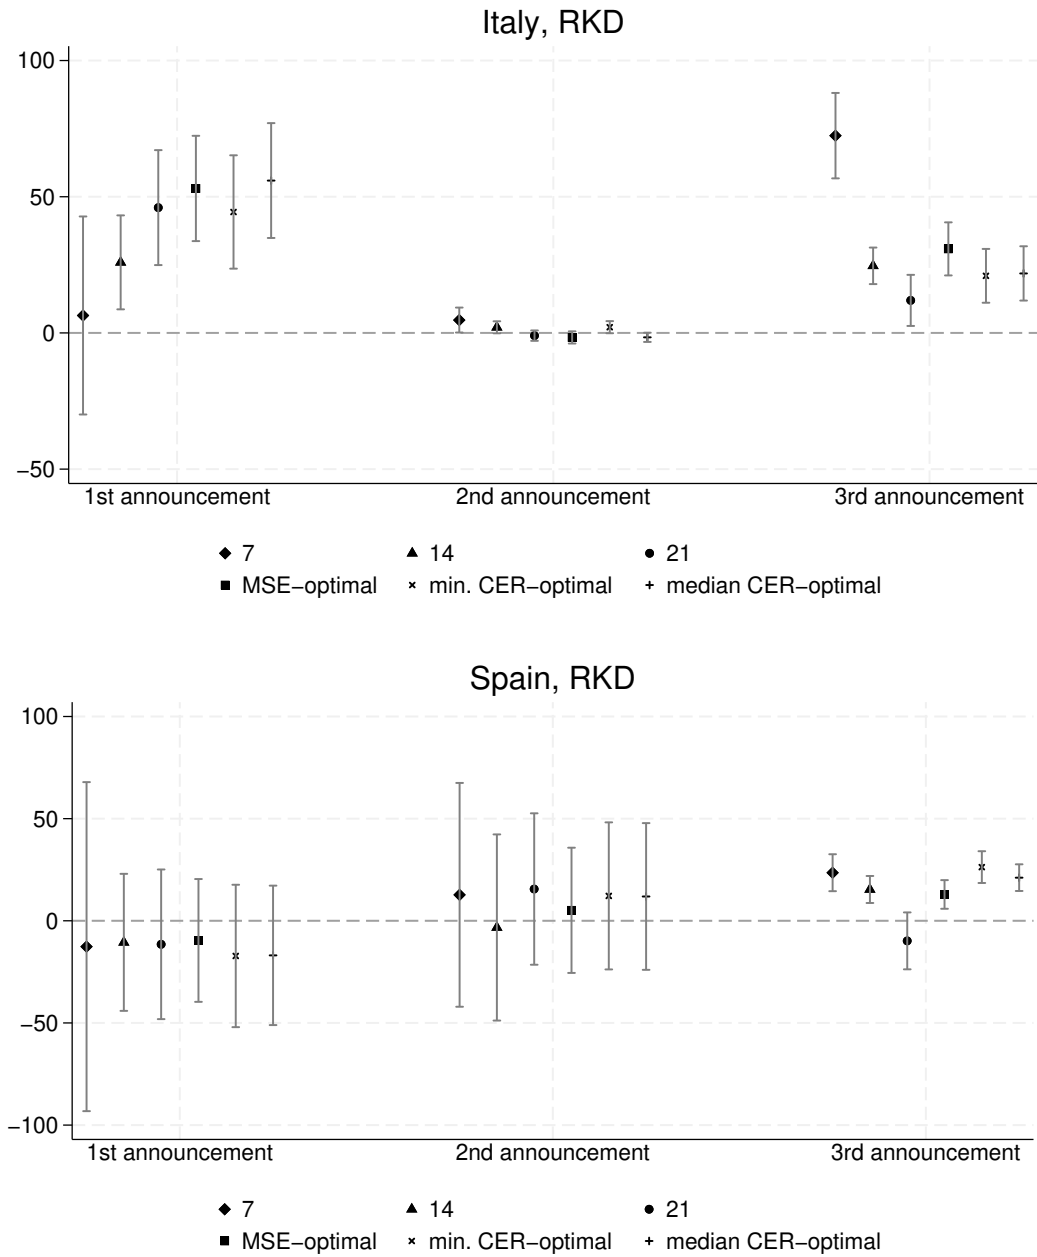 Italy, RKD
100
50
0
−50
1st announcement 2nd announcement 3rd announcement
7 14 21
MSE−optimal min. CER−optimal median CER−optimal
Spain, RKD
100
50
0
−50
−100
1st announcement 2nd announcement 3rd announcement
7 14 21
MSE−optimal min. CER−optimal median CER−optimal